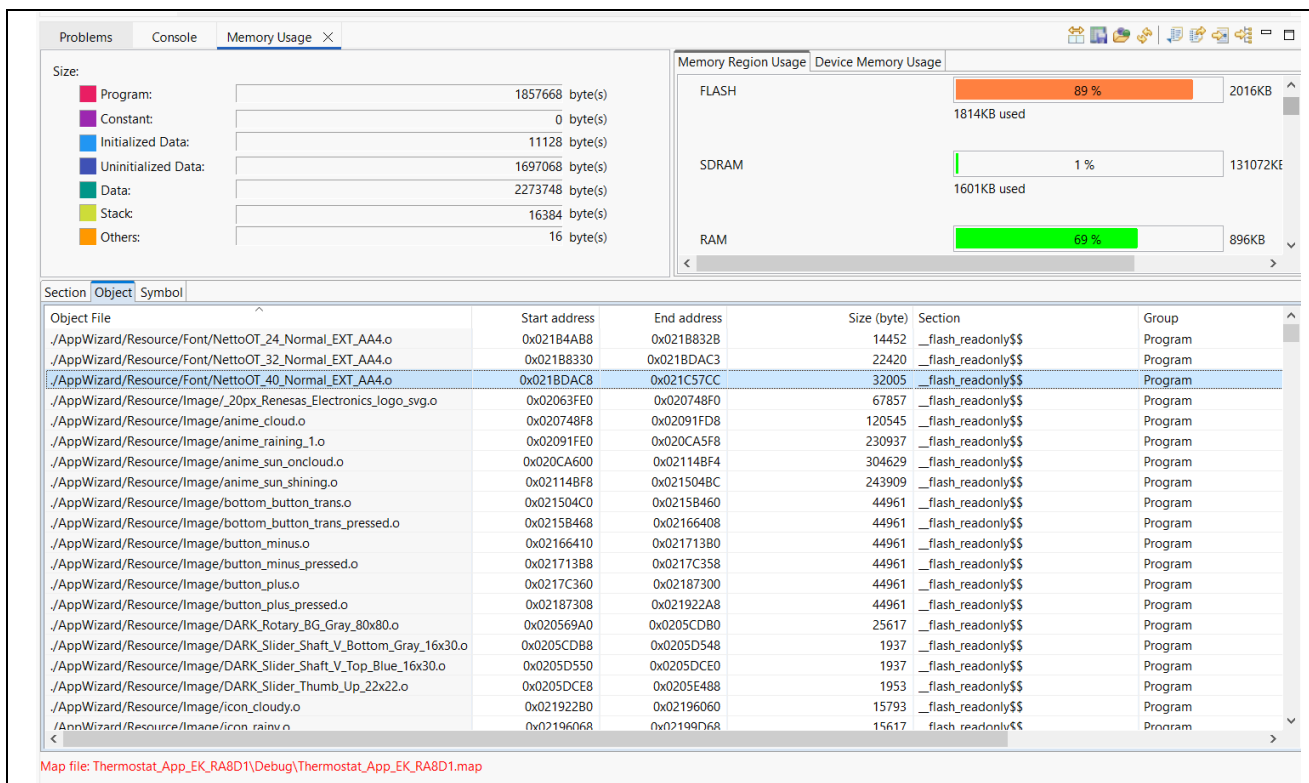 Problems Console Memory Usage
Size:
Program: 1857668 byte(s)
Constant: 0 byte(s)
Initialized Data: 11128 byte(s)
Uninitialized Data: 1697068 byte(s)
Data: 2273748 byte(s)
Stack: 16384 byte(s)
Others: 16 byte(s)
Memory Region Usage Device Memory Usage
FLASH 89 % 2016KB
1814KB used
SDRAM 1 % 131072KB
1601KB used
RAM 69 % 896KB
Section Object Symbol
Object File Start address End address Size (byte) Section Group
./AppWizard/Resource/Font/NettoOT_24_Normal_EXT_AA4.o 0x021B4AB8 0x021B832B 14452 __flash_readonly$$ Program
./AppWizard/Resource/Font/NettoOT_32_Normal_EXT_AA4.o 0x021B8330 0x021BDAC3 22420 __flash_readonly$$ Program
./AppWizard/Resource/Font/NettoOT_40_Normal_EXT_AA4.o 0x021BDAC8 0x021C57CC 32005 __flash_readonly$$ Program
./AppWizard/Resource/Image/_20px_Renesas_Electronics_logo_svg.o 0x02063FE0 0x020748F0 67857 __flash_readonly$$ Program
./AppWizard/Resource/Image/anime_cloud.o 0x020748F8 0x02091FD8 120545 __flash_readonly$$ Program
./AppWizard/Resource/Image/anime_raining_1.o 0x02091FE0 0x020CA5F8 230937 __flash_readonly$$ Program
./AppWizard/Resource/Image/anime_sun_oncloud.o 0x020CA600 0x02114BF4 304629 __flash_readonly$$ Program
./AppWizard/Resource/Image/anime_sun_shining.o 0x02114BF8 0x021504BC 243909 __flash_readonly$$ Program
./AppWizard/Resource/Image/bottom_button_trans.o 0x021504C0 0x0215B460 44961 __flash_readonly$$ Program
./AppWizard/Resource/Image/bottom_button_trans_pressed.o 0x0215B468 0x02166408 44961 __flash_readonly$$ Program
./AppWizard/Resource/Image/button_minus.o 0x02166410 0x021713B0 44961 __flash_readonly$$ Program
./AppWizard/Resource/Image/button_minus_pressed.o 0x021713B8 0x0217C358 44961 __flash_readonly$$ Program
./AppWizard/Resource/Image/button_plus.o 0x0217C360 0x02187300 44961 __flash_readonly$$ Program
./AppWizard/Resource/Image/button_plus_pressed.o 0x02187308 0x021922A8 44961 __flash_readonly$$ Program
./AppWizard/Resource/Image/DARK_Rotary_BG_Gray_80x80.o 0x020569A0 0x0205CDB0 25617 __flash_readonly$$ Program
./AppWizard/Resource/Image/DARK_Slider_Shaft_V_Bottom_Gray_16x30.o 0x0205CDB8 0x0205D548 1937 __flash_readonly$$ Program
./AppWizard/Resource/Image/DARK_Slider_Shaft_V_Top_Blue_16x30.o 0x0205D550 0x0205DCE0 1937 __flash_readonly$$ Program
./AppWizard/Resource/Image/DARK_Slider_Thumb_Up_22x22.o 0x0205DCE8 0x0205E488 1953 __flash_readonly$$ Program
./AppWizard/Resource/Image/icon_cloudy.o 0x021922B0 0x02196060 15793 __flash_readonly$$ Program
./AppWizard/Resource/Image/icon_rainy.o 0x02196068 0x02199D68 15617 __flash_readonly$$ Program
Map file: Thermostat_App_EK_RA8D1\Debug\Thermostat_App_EK_RA8D1.map